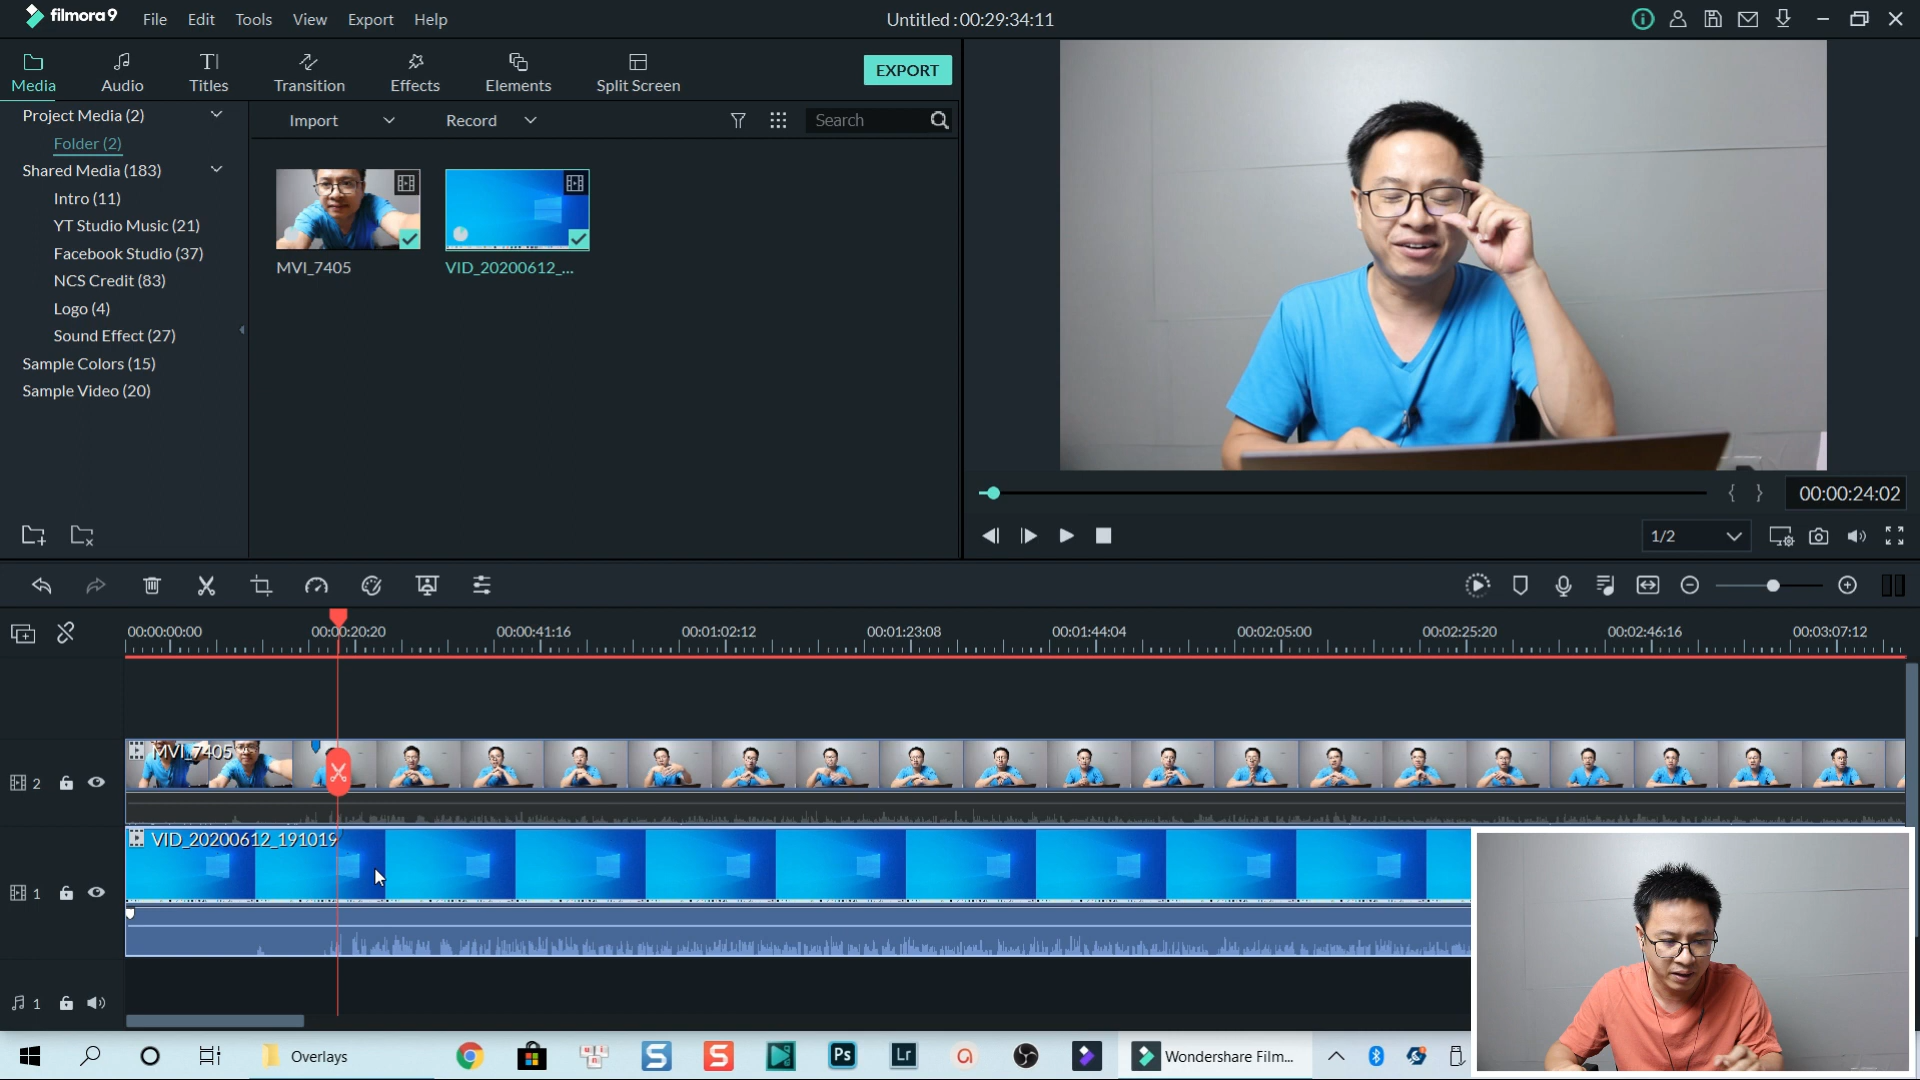 filmora9 File Edit Tools View Export Help Untitled : 00:29:34:11
Media Audio Titles Transition Effects Elements Split Screen EXPORT
Project Media (2) Import Record Search
Folder (2)
Shared Media (183)
Intro (11)
YT Studio Music (21)
Facebook Studio (37)
NCS Credit (83)
Logo (4)
Sound Effect (27)
Sample Colors (15)
Sample Video (20)
MVI_7405 VID_20200612_...
00:00:24:02
1/2
00:00:00:00 00:00:20:20 00:00:41:16 00:01:02:12 00:01:23:08 00:01:44:04 00:02:05:00 00:02:25:20 00:02:46:16 00:03:07:12
MVI_7405
2
VID_20200612_191019
1
1
Overlays S S Ps Lr Wondershare Film...